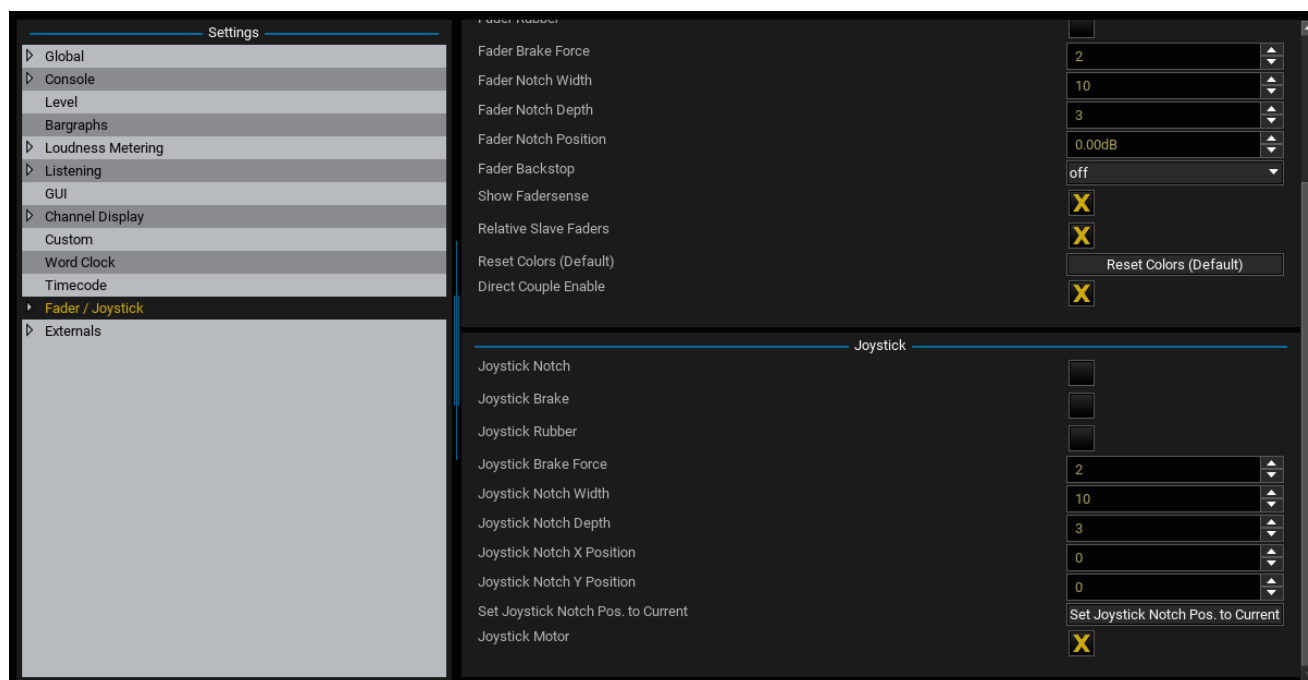 Settings
Global
Console
Level
Bargraphs
Loudness Metering
Listening
GUI
Channel Display
Custom
Word Clock
Timecode
Fader / Joystick
Externals
Fader Rubber
Fader Brake Force 2
Fader Notch Width 10
Fader Notch Depth 3
Fader Notch Position 0.00dB
Fader Backstop off
Show Fadersense X
Relative Slave Faders X
Reset Colors (Default) Reset Colors (Default)
Direct Couple Enable X
Joystick
Joystick Notch
Joystick Brake
Joystick Rubber
Joystick Brake Force 2
Joystick Notch Width 10
Joystick Notch Depth 3
Joystick Notch X Position 0
Joystick Notch Y Position 0
Set Joystick Notch Pos. to Current Set Joystick Notch Pos. to Current
Joystick Motor X